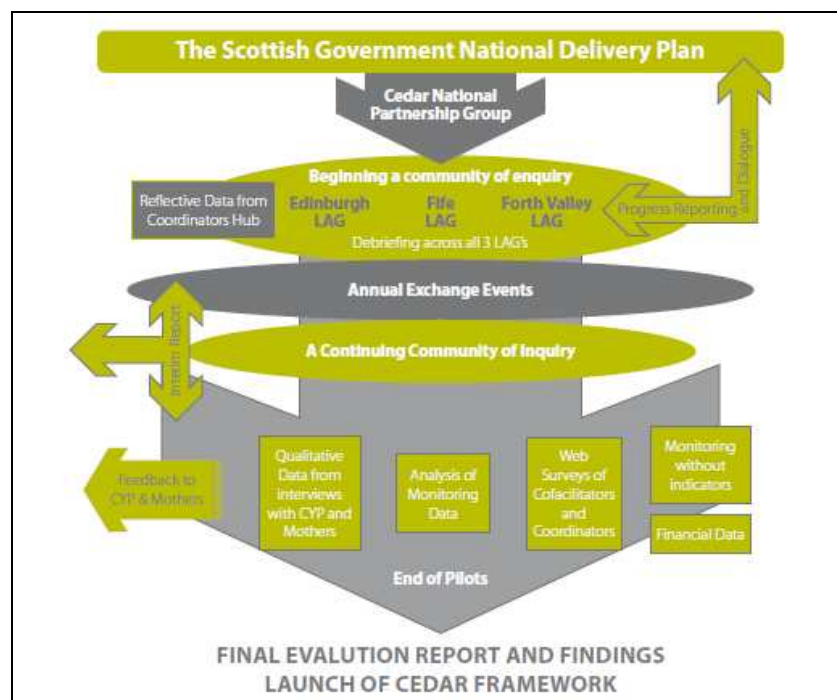 The Scottish Government National Delivery Plan
Cedar National
Partnership Group
Beginning a community of enquiry
Reflective Data from
Coordinators Hub
Edinburgh
LAG
Fife
LAG
Forth Valley
LAG
Progress Reporting
and Dialogue
Debriefing across all 3 LAG's
Annual Exchange Events
Interim Report
A Continuing Community of Inquiry
Feedback to
CYP & Mothers
Qualitative
Data from
interviews
with CYP and
Mothers
Analysis of
Monitoring
Data
Web
Surveys of
Cofacilitators
and
Coordinators
Monitoring
without
indicators
Financial Data
End of Pilots
FINAL EVALUTION REPORT AND FINDINGS
LAUNCH OF CEDAR FRAMEWORK